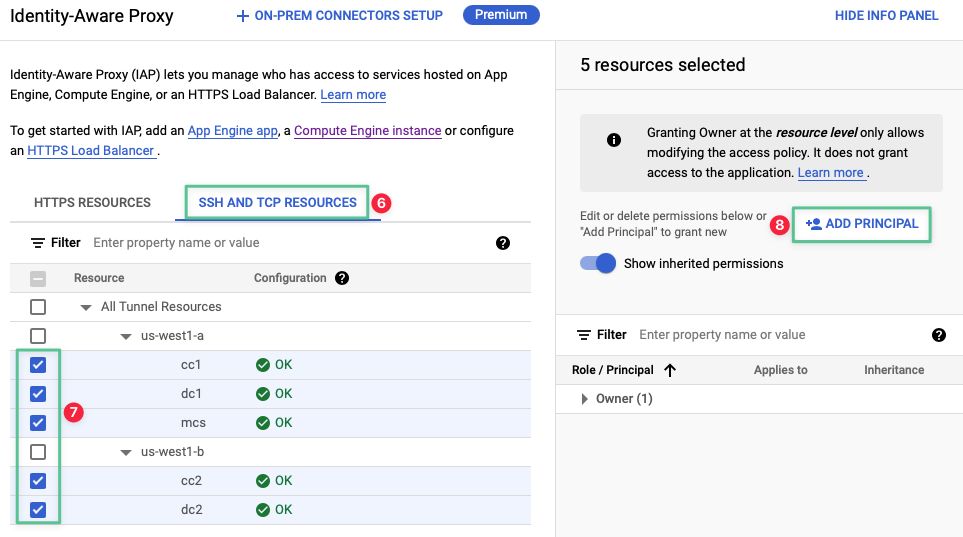 Identity-Aware Proxy
ON-PREM CONNECTORS SETUP
Premium
HIDE INFO PANEL
Identity-Aware Proxy (IAP) lets you manage who has access to services hosted on App
Engine, Compute Engine, or an HTTPS Load Balancer. Learn more
To get started with IAP, add an App Engine app, a Compute Engine instance or configure
an HTTPS Load Balancer .
HTTPS RESOURCES
SSH AND TCP RESOURCES
6
Filter Enter property name or value
Resource Configuration
All Tunnel Resources
us-west1-a
cc1 OK
dc1 OK
mcs OK
7
us-west1-b
cc2 OK
dc2 OK
5 resources selected
Granting Owner at the resource level only allows
modifying the access policy. It does not grant
access to the application. Learn more .
Edit or delete permissions below or
"Add Principal" to grant new
8
ADD PRINCIPAL
Show inherited permissions
Filter Enter property name or value
Role / Principal Applies to Inheritance
Owner (1)